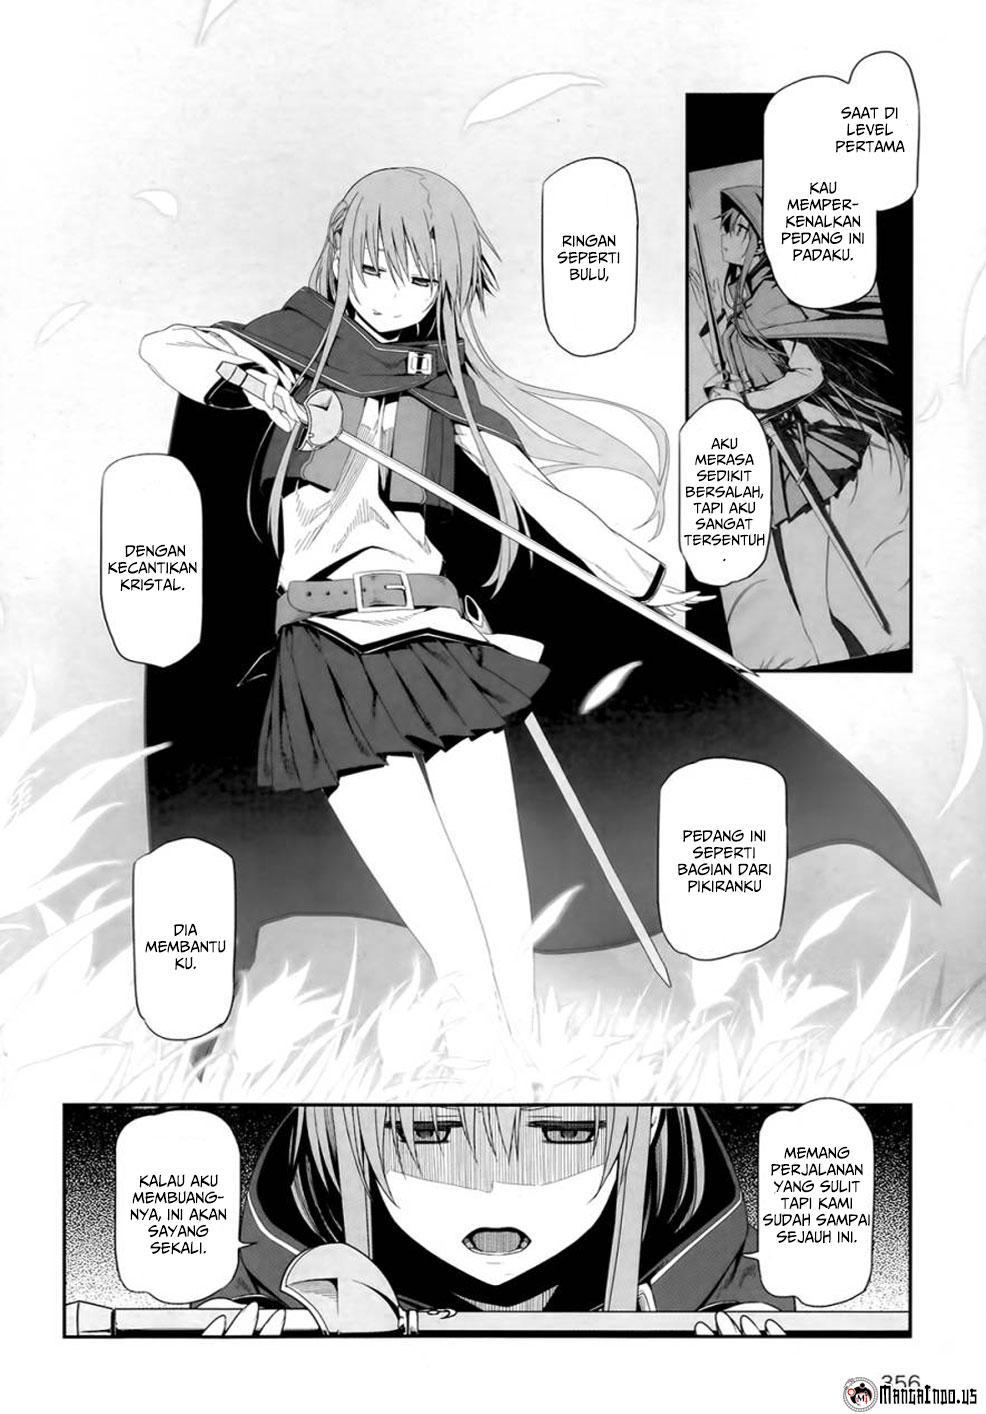 SAAT DI
LEVEL
PERTAMA
KAU
MEMPER-
KENALKAN
PEDANG INI
PADAKU.
AKU
MERASA
SEDIKIT
BERSALAH,
TAPI AKU
SANGAT
TERSENTUH
.
RINGAN
SEPERTI
BULU,
DENGAN
KECANTIKAN
KRISTAL.
PEDANG INI
SEPERTI
BAGIAN DARI
PIKIRANKU
DIA
MEMBANTU
KU.
MEMANG
PERJALANAN
YANG SULIT
TAPI KAMI
SUDAH SAMPAI
SEJAUH INI.
KALAU AKU
MEMBUANG-
NYA, INI AKAN
SAYANG
SEKALI.
356
MANGAINDO.US